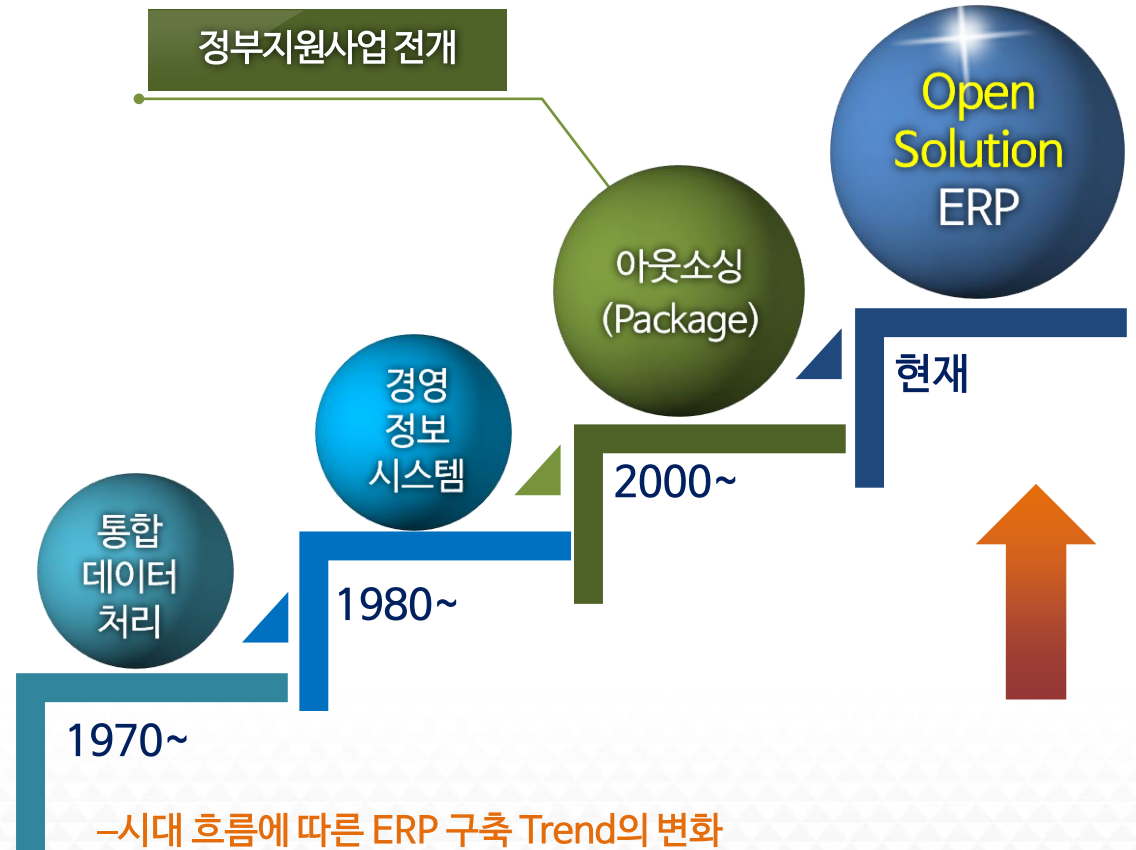 정부지원사업 전개
Open
Solution
ERP
아웃소싱
(Package)
현재
경영
정보
시스템
2000~
통합
데이터
처리
1980~
1970~
–시대 흐름에 따른 ERP 구축 Trend의 변화